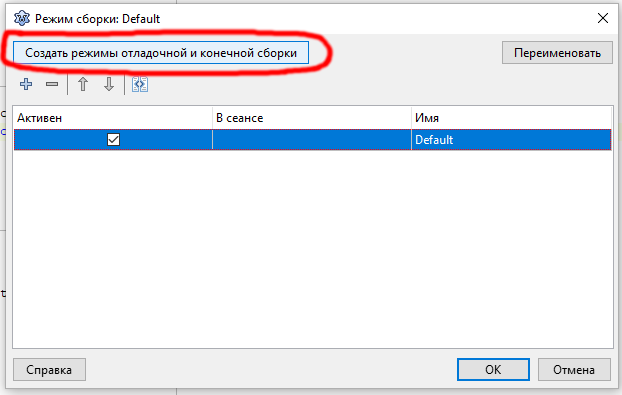 Режим сборки: Default
Создать режимы отладочной и конечной сборки
Переименовать
Активен В сеансе Имя
Default
Справка OK Отмена